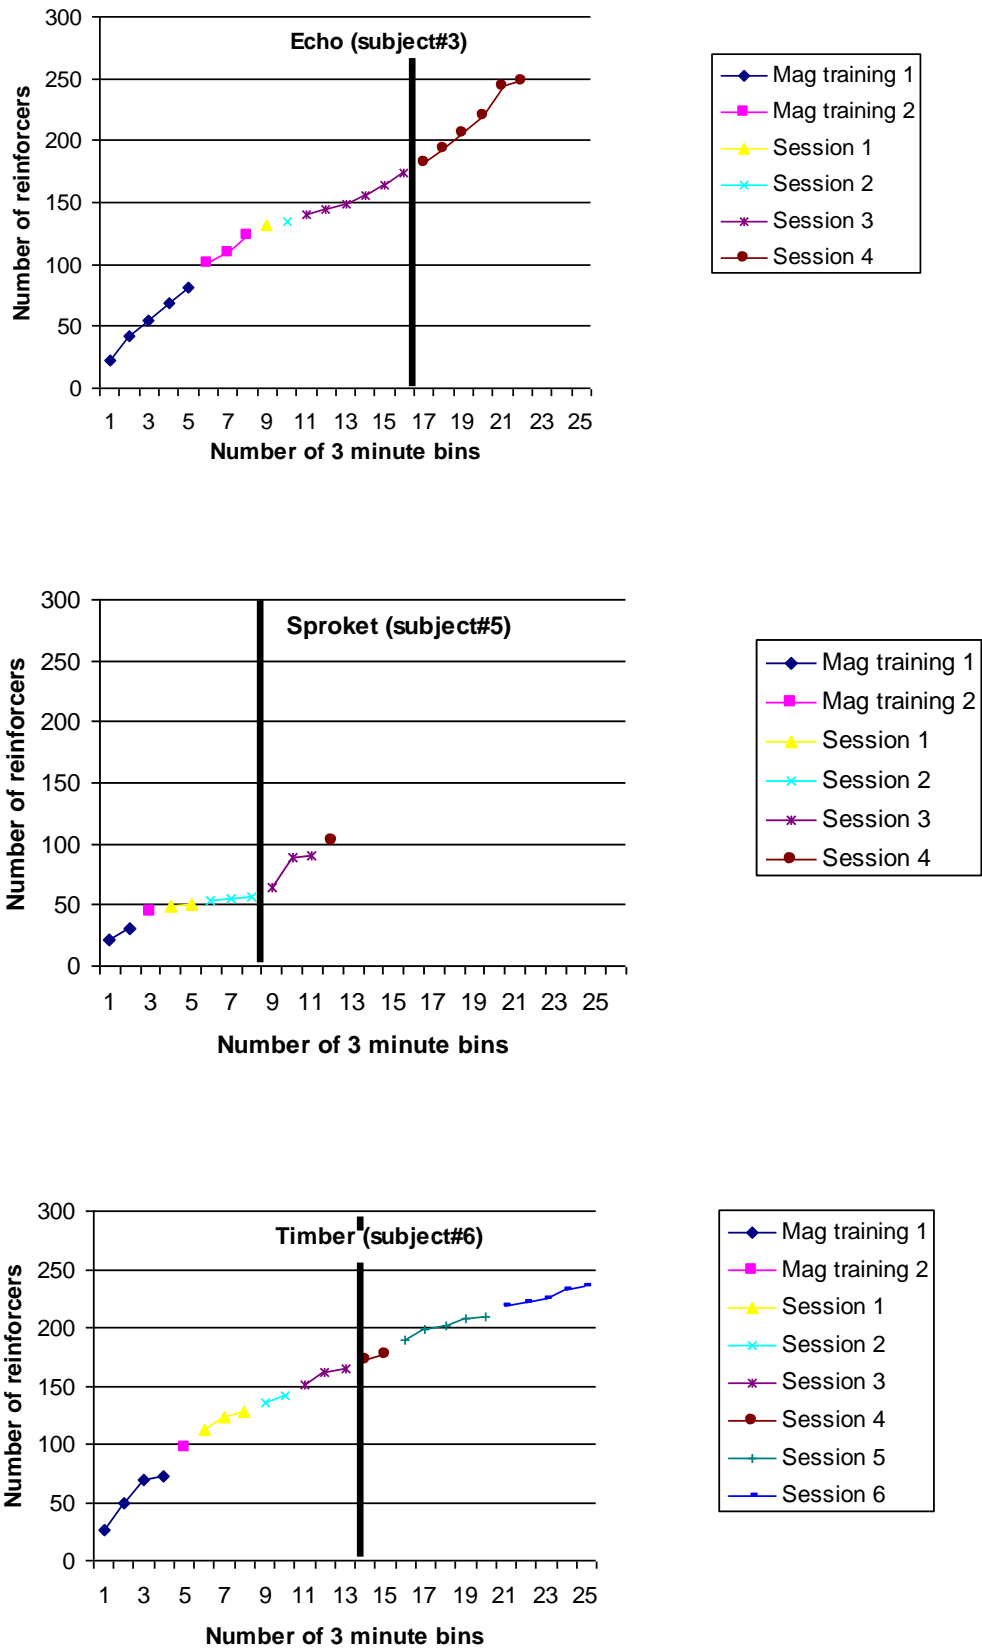 Echo (subject#3)
300
250
200
150
100
50
0
Number of reinforcers
1 3 5 7 9 11 13 15 17 19 21 23 25
Number of 3 minute bins
Mag training 1
Mag training 2
Session 1
Session 2
Session 3
Session 4
Sproket (subject#5)
300
250
200
150
100
50
0
Number of reinforcers
1 3 5 7 9 11 13 15 17 19 21 23 25
Number of 3 minute bins
Mag training 1
Mag training 2
Session 1
Session 2
Session 3
Session 4
Timber (subject#6)
300
250
200
150
100
50
0
Number of reinforcers
1 3 5 7 9 11 13 15 17 19 21 23 25
Number of 3 minute bins
Mag training 1
Mag training 2
Session 1
Session 2
Session 3
Session 4
Session 5
Session 6